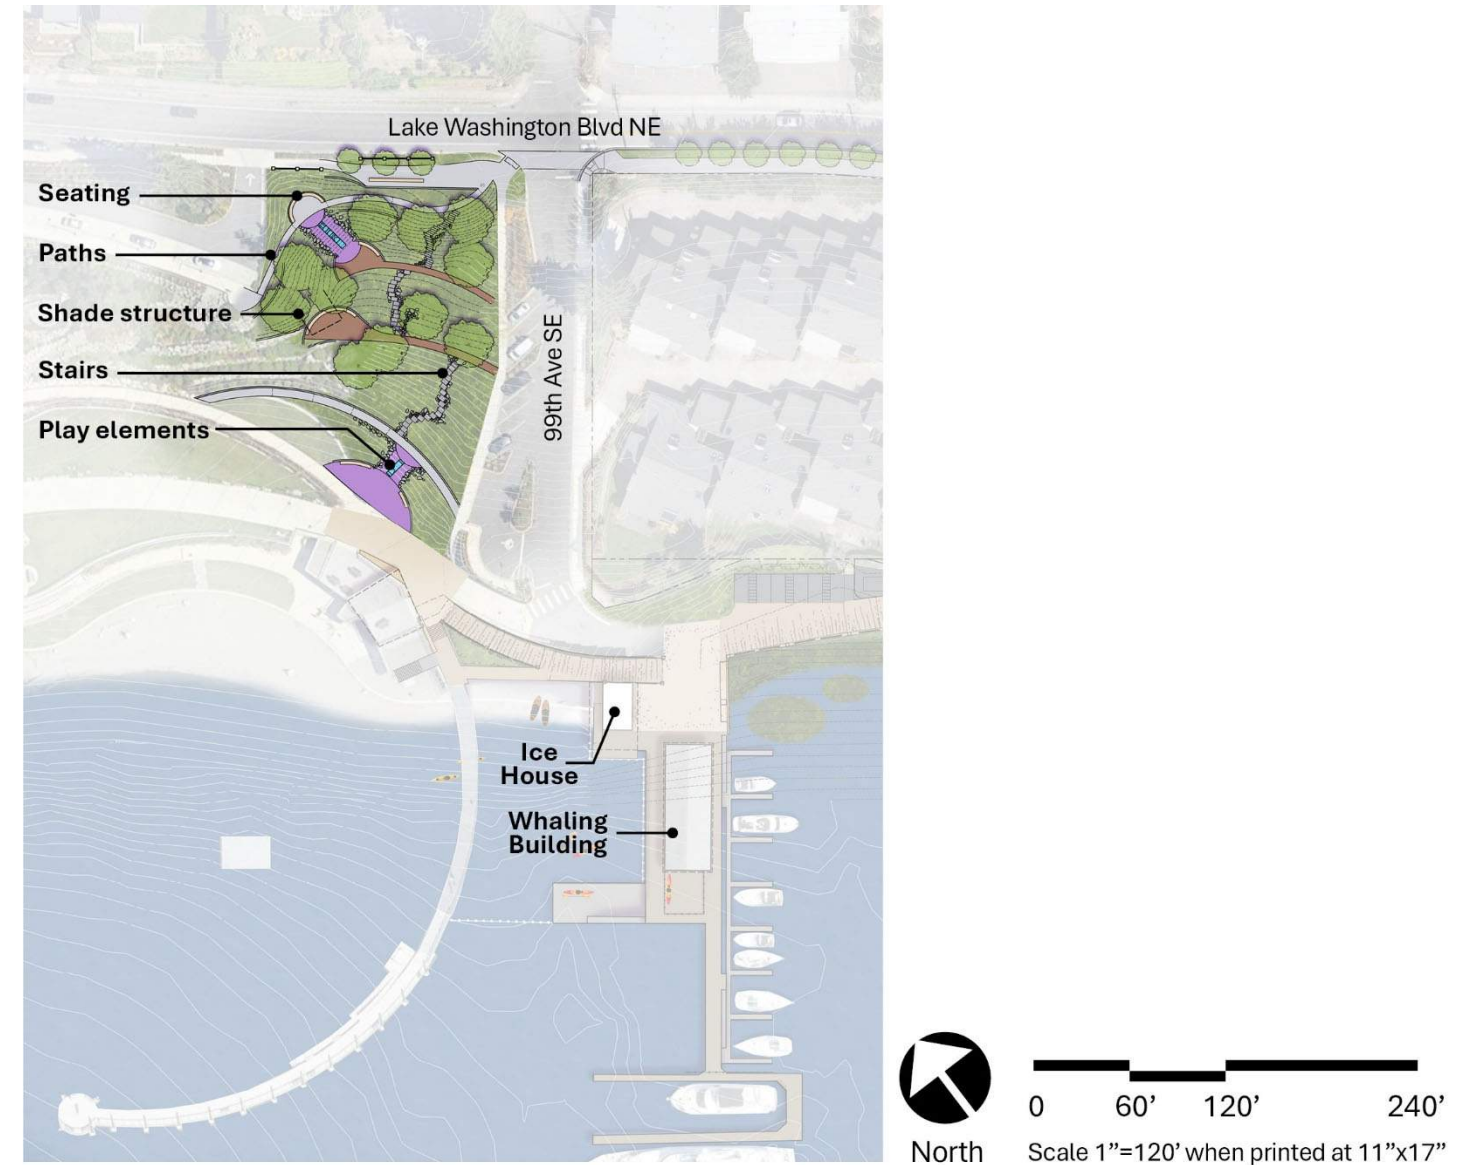 Lake Washington Blvd NE
Seating
Paths
Shade structure
Stairs
Play elements
99th Ave SE
Ice
House
Whaling
Building
North
0 60’ 120’ 240’
Scale 1”=120’ when printed at 11”x17”